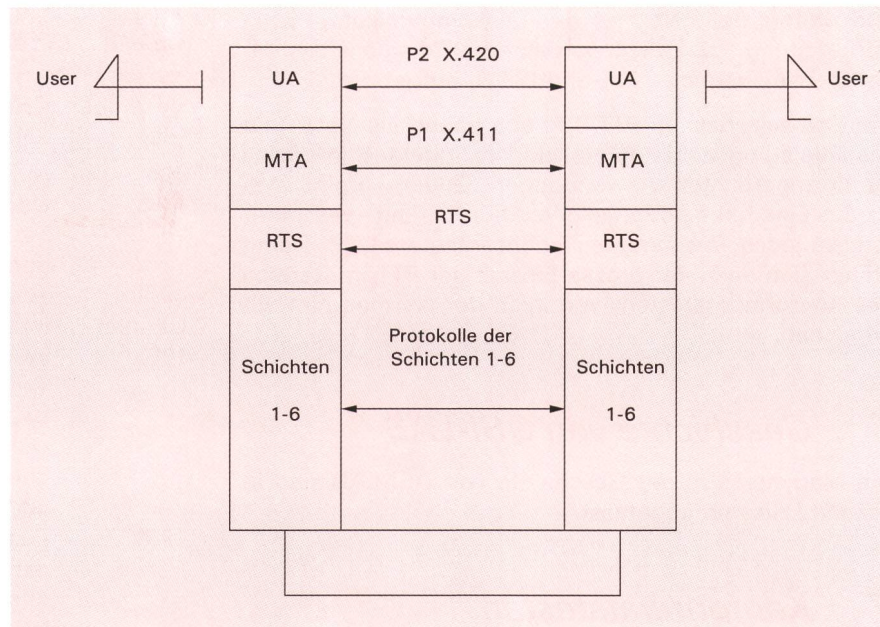 P2 X.420
User
UA
UA
User
P1 X.411
MTA
MTA
RTS
RTS
RTS
Protokolle der
Schichten 1-6
Schichten
1-6
Schichten
1-6